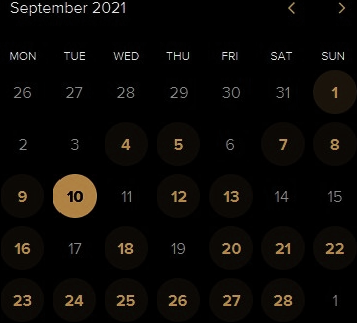 September 2021
MON TUE WED THU FRI SAT SUN
26 27 28 29 30 31 1
2 3 4 5 6 7 8
9 10 11 12 13 14 15
16 17 18 19 20 21 22
23 24 25 26 27 28 1